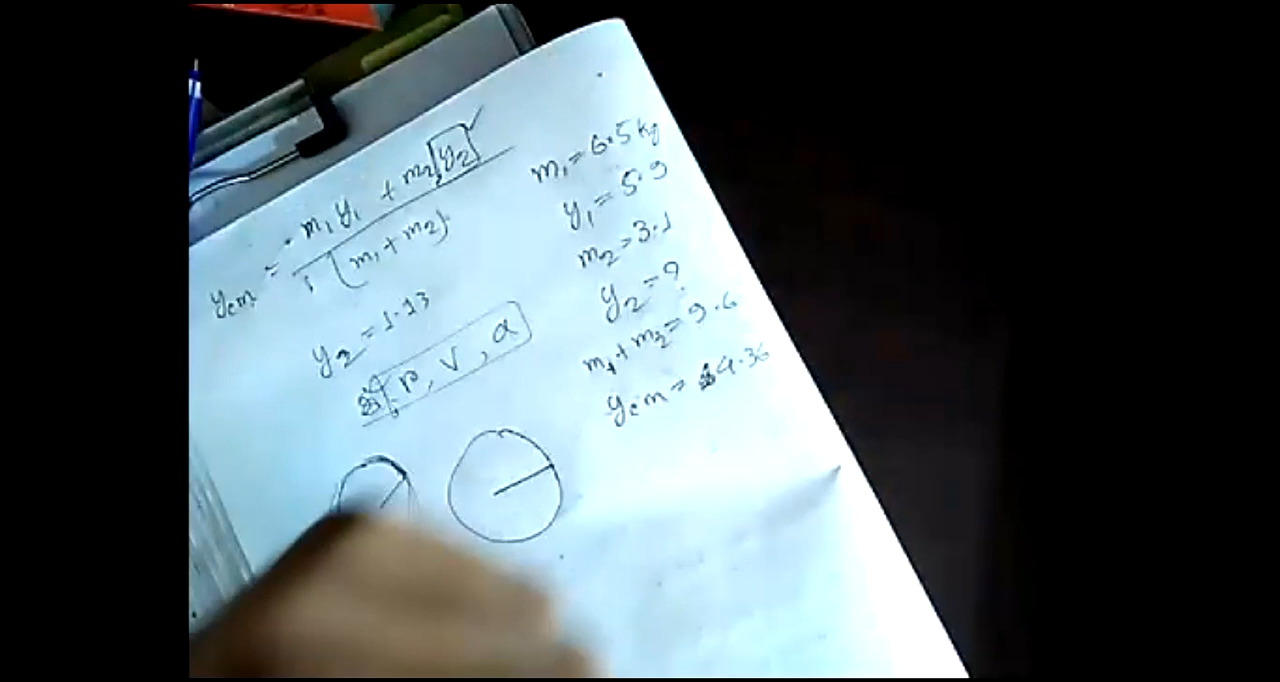 ycm = m₁y₁ + m₂y₂ / (m₁ + m₂)
y₂ = 1.13
P, V, a
m₁ = 6.5 kg
y₁ = 5.9
m₂ = 3.1
y₂ = ?
m₁ + m₂ = 9.6
ycm = 4.36